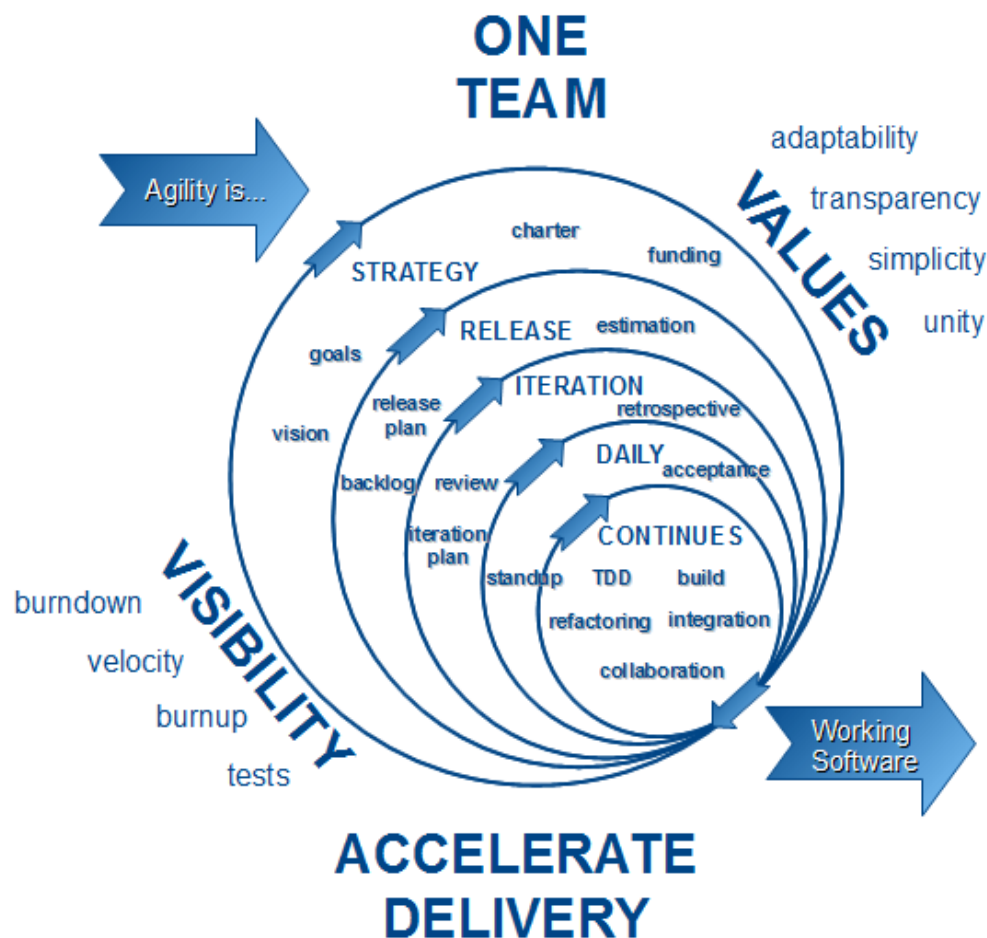 ONE
TEAM
Agility is...
adaptability
transparency
simplicity
unity
VALUES
charter
funding
STRATEGY
goals
vision
RELEASE
estimation
release
plan
backlog
ITERATION
retrospective
review
iteration
plan
DAILY
acceptance
standup
CONTINUES
TDD
build
refactoring
integration
collaboration
VISIBILITY
burndown
velocity
burnup
tests
Working
Software
ACCELERATE
DELIVERY